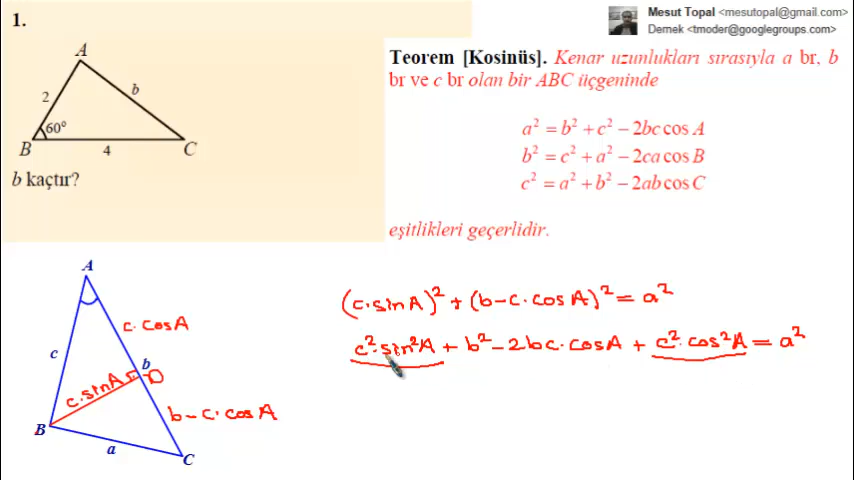 1.
Mesut Topal <mesutopal@gmail.com>
Dernek <tmoder@googlegroups.com>
A
2
b
60°
B
4
C
b kaçtır?
Teorem [Kosinüs]. Kenar uzunlukları sırasıyla a br, b
br ve c br olan bir ABC üçgeninde
a² = b² + c² − 2bc cos A
b² = c² + a² − 2ca cos B
c² = a² + b² − 2ab cos C
eşitlikleri geçerlidir.
A
c·cosA
c
b
c·sinA
D
b−c·cosA
B
a
C
(c·sinA)² + (b−c·cosA)² = a²
c²·sin²A + b² − 2bc·cosA + c²·cos²A = a²